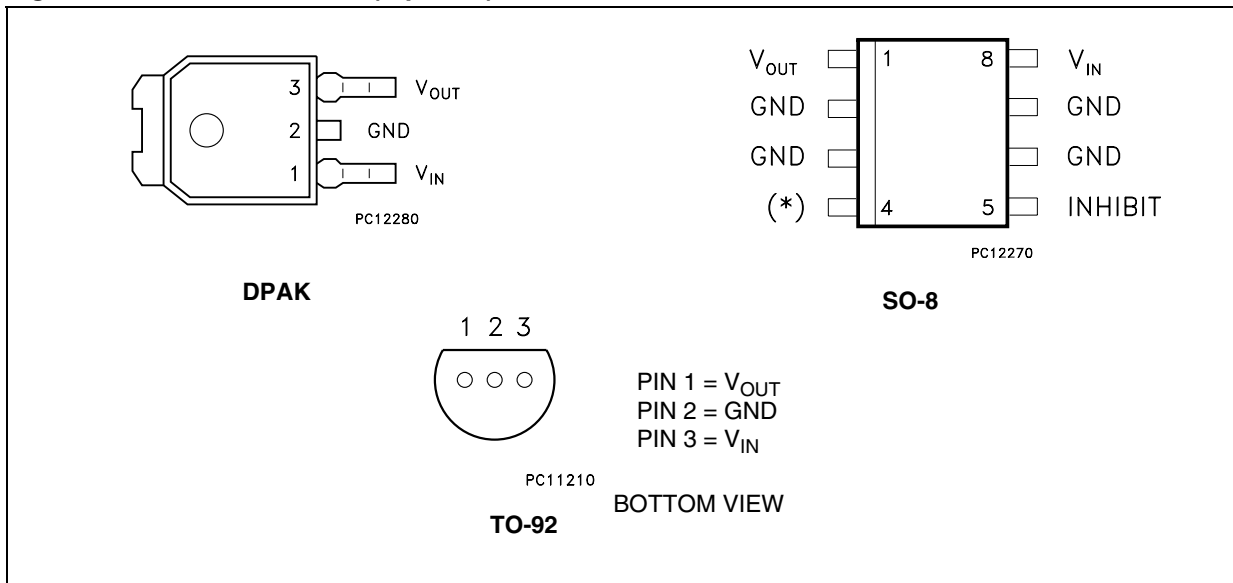 3 V_OUT
2 GND
1 V_IN
PC12280
DPAK
V_OUT 1 8 V_IN
GND GND
GND GND
(*) 4 5 INHIBIT
PC12270
SO-8
1 2 3
PIN 1 = V_OUT
PIN 2 = GND
PIN 3 = V_IN
PC11210
BOTTOM VIEW
TO-92